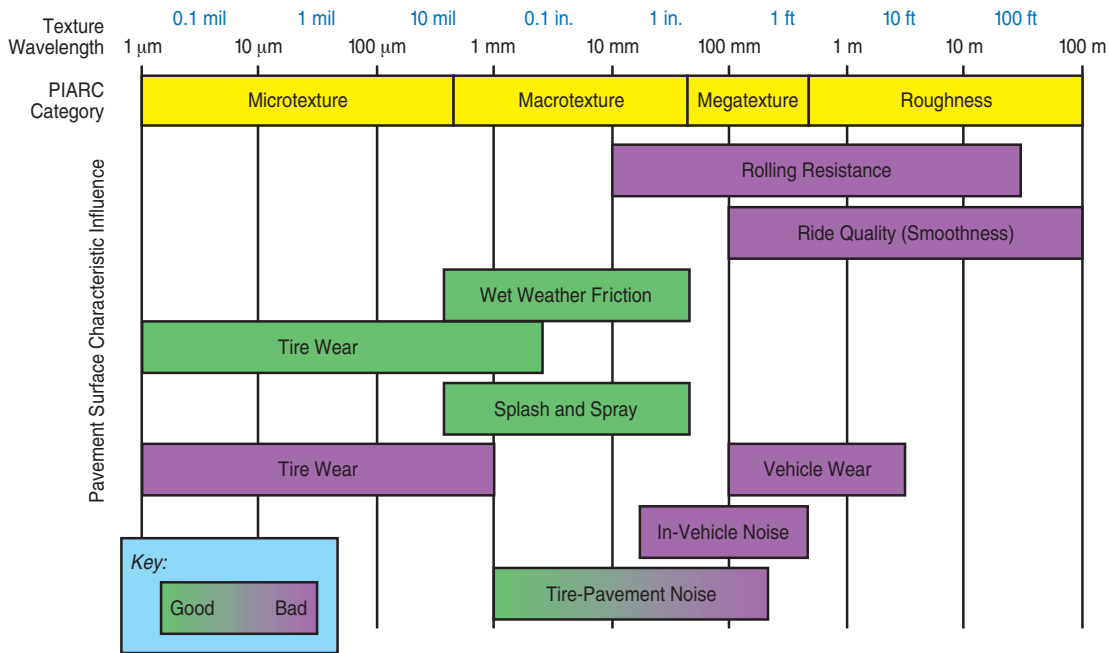 Texture Wavelength
0.1 mil 1 mil 10 mil 0.1 in. 1 in. 1 ft 10 ft 100 ft
1 µm 10 µm 100 µm 1 mm 10 mm 100 mm 1 m 10 m 100 m
PIARC Category
Microtexture Macrotexture Megatexture Roughness
Pavement Surface Characteristic Influence
Rolling Resistance
Ride Quality (Smoothness)
Wet Weather Friction
Tire Wear
Splash and Spray
Tire Wear Vehicle Wear
In-Vehicle Noise
Tire-Pavement Noise
Key:
Good Bad